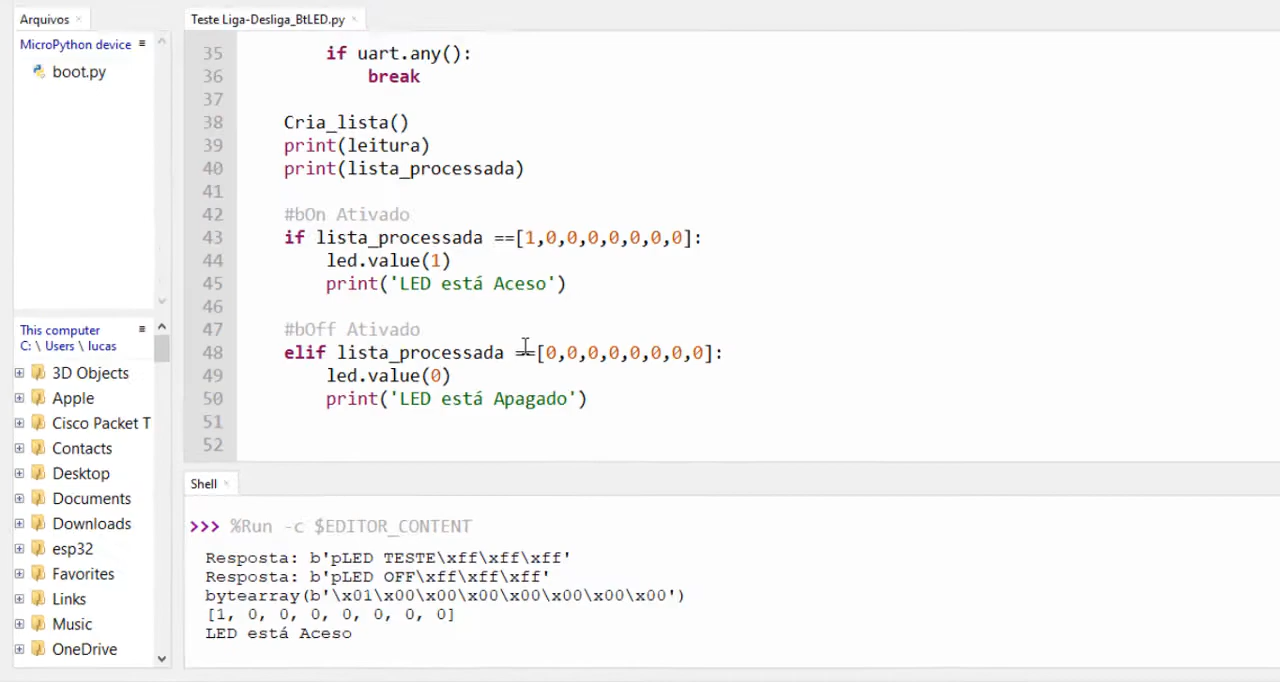 Arquivos ×
MicroPython device ≡
boot.py
This computer ≡
C: \ Users \ lucas
3D Objects
Apple
Cisco Packet T
Contacts
Desktop
Documents
Downloads
esp32
Favorites
Links
Music
OneDrive
Teste Liga-Desliga_BtLED.py ×
35 if uart.any():
36 break
37
38 Cria_lista()
39 print(leitura)
40 print(lista_processada)
41
42 #bOn Ativado
43 if lista_processada ==[1,0,0,0,0,0,0,0]:
44 led.value(1)
45 print('LED está Aceso')
46
47 #bOff Ativado
48 elif lista_processada ==[0,0,0,0,0,0,0,0]:
49 led.value(0)
50 print('LED está Apagado')
51
52
Shell ×
>>> %Run -c $EDITOR_CONTENT
Resposta: b'pLED TESTE\xff\xff\xff'
Resposta: b'pLED OFF\xff\xff\xff'
bytearray(b'\x01\x00\x00\x00\x00\x00\x00\x00')
[1, 0, 0, 0, 0, 0, 0, 0]
LED está Aceso